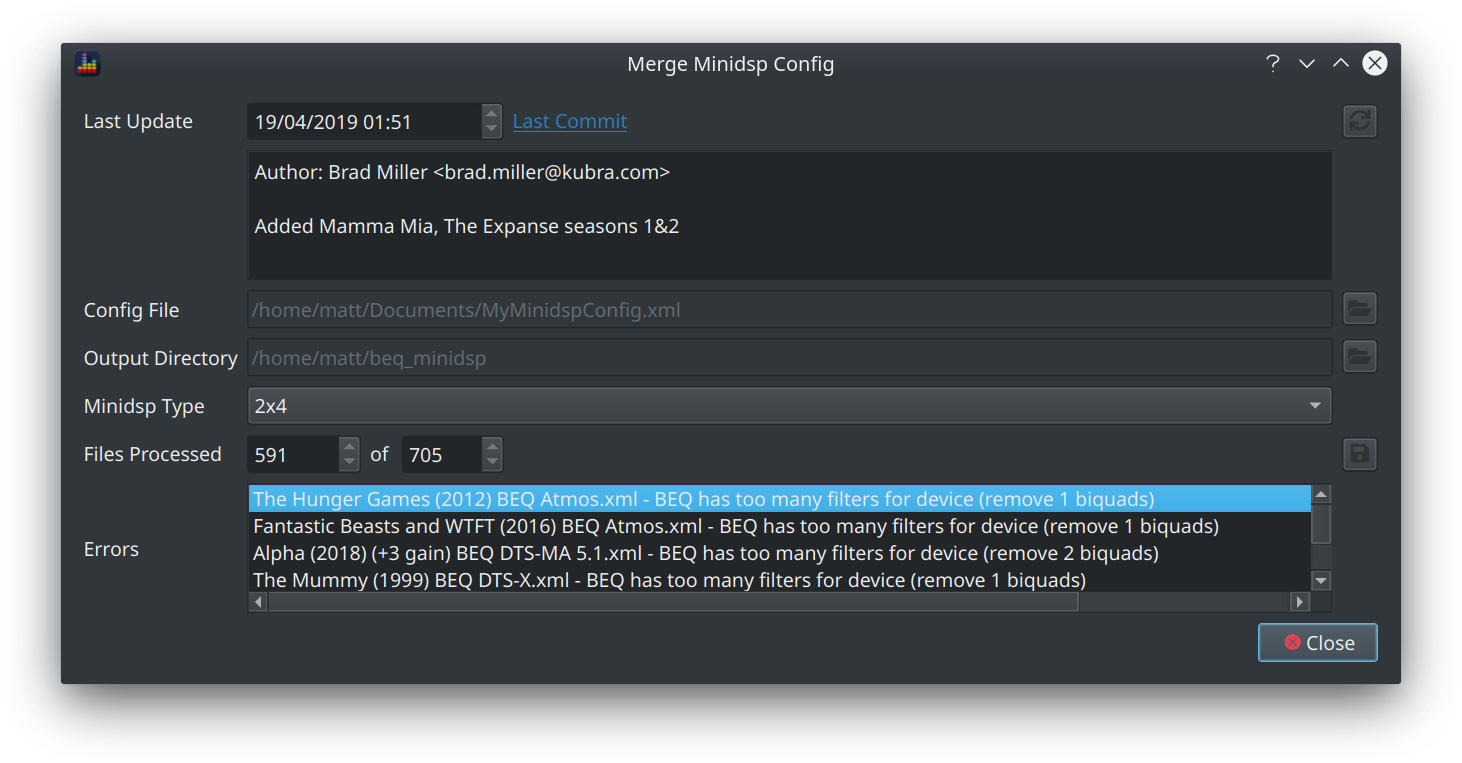 Merge Minidsp Config
Last Update 19/04/2019 01:51 Last Commit
Author: Brad Miller <brad.miller@kubra.com>
Added Mamma Mia, The Expanse seasons 1&2
Config File /home/matt/Documents/MyMinidspConfig.xml
Output Directory /home/matt/beq_minidsp
Minidsp Type 2x4
Files Processed 591 of 705
Errors
The Hunger Games (2012) BEQ Atmos.xml - BEQ has too many filters for device (remove 1 biquads)
Fantastic Beasts and WTFT (2016) BEQ Atmos.xml - BEQ has too many filters for device (remove 1 biquads)
Alpha (2018) (+3 gain) BEQ DTS-MA 5.1.xml - BEQ has too many filters for device (remove 2 biquads)
The Mummy (1999) BEQ DTS-X.xml - BEQ has too many filters for device (remove 1 biquads)
Close